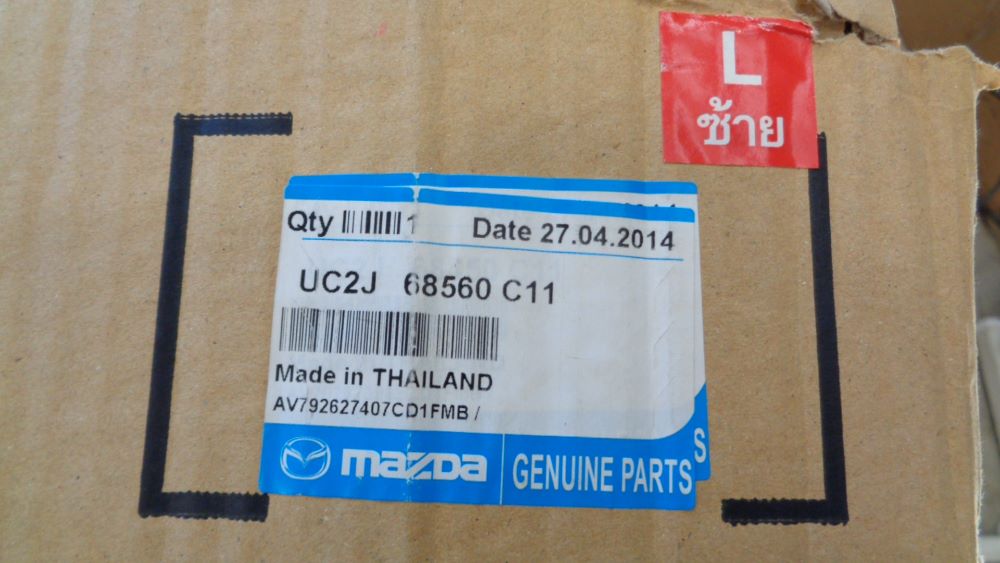 L
ซ้าย
Qty 1 Date 27.04.2014
UC2J 68560 C11
Made in THAILAND
AV792627407CD1FMB /
mazda GENUINE PARTS
S